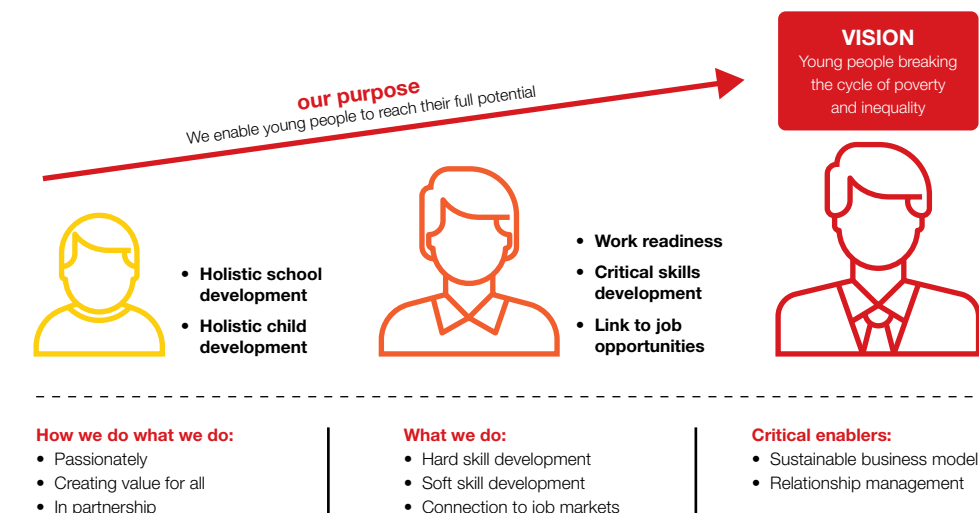 VISION
Young people breaking
the cycle of poverty
and inequality
our purpose
We enable young people to reach their full potential
• Holistic school
development
• Holistic child
development
• Work readiness
• Critical skills
development
• Link to job
opportunities
How we do what we do:
• Passionately
• Creating value for all
• In partnership
What we do:
• Hard skill development
• Soft skill development
• Connection to job markets
Critical enablers:
• Sustainable business model
• Relationship management